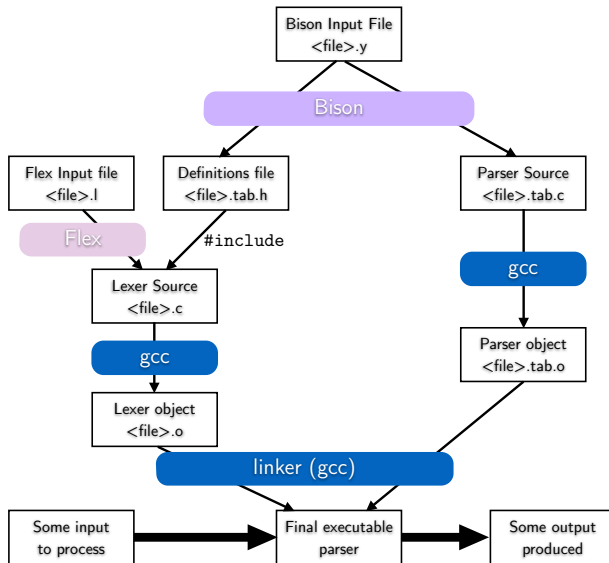 Bison Input File
<file>.y
Bison
Flex Input file
<file>.l
Definitions file
<file>.tab.h
Parser Source
<file>.tab.c
Flex
#include
gcc
Lexer Source
<file>.c
gcc
Parser object
<file>.tab.o
Lexer object
<file>.o
linker (gcc)
Some input
to process
Final executable
parser
Some output
produced